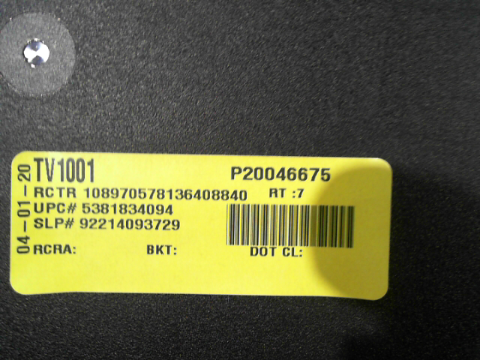 04-01-20
TV1001 P20046675
RCTR 108970578136408840 RT :7
UPC# 5381834094
SLP# 92214093729
RCRA: BKT: DOT CL: